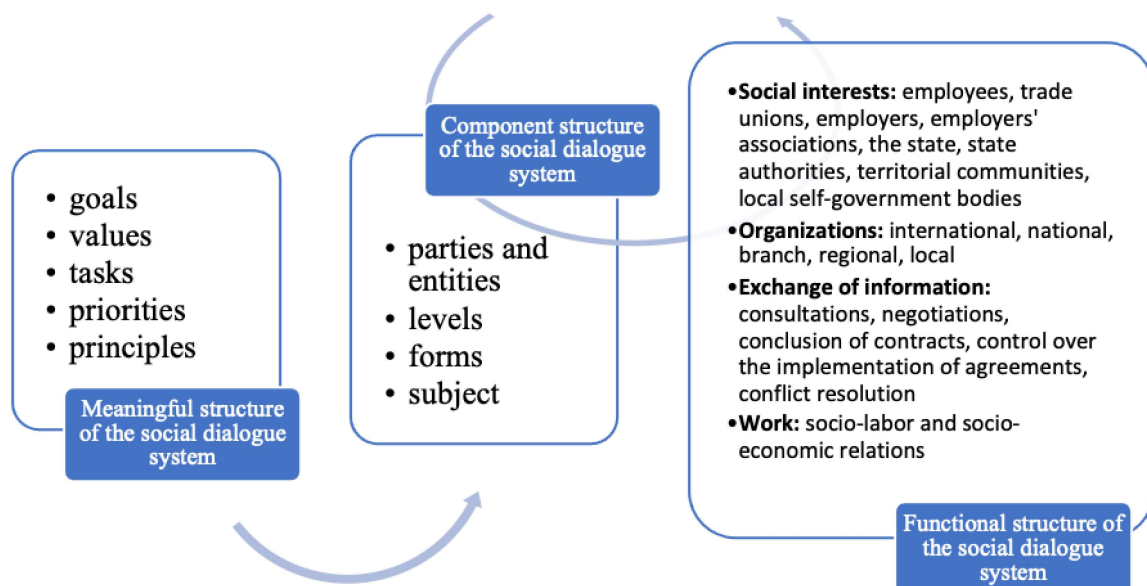 • goals
• values
• tasks
• priorities
• principles
Meaningful structure
of the social dialogue
system
Component structure
of the social dialogue
system
• parties and
entities
• levels
• forms
• subject
•Social interests: employees, trade
unions, employers, employers'
associations, the state, state
authorities, territorial communities,
local self-government bodies
•Organizations: international, national,
branch, regional, local
•Exchange of information:
consultations, negotiations,
conclusion of contracts, control over
the implementation of agreements,
conflict resolution
•Work: socio-labor and socio-
economic relations
Functional structure of
the social dialogue
system